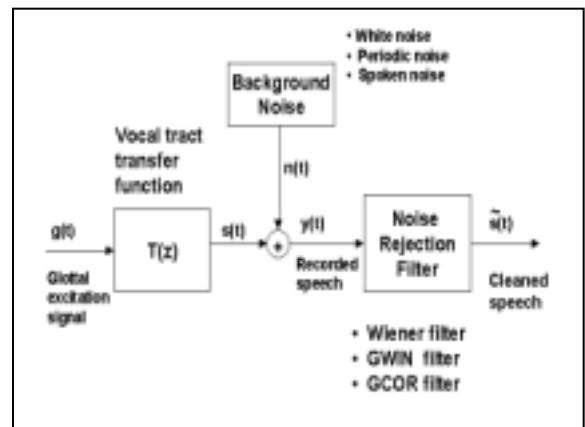 • White noise
• Periodic noise
• Spoken noise
Background
Noise
Vocal tract
transfer
function
n(t)
g(t)
T(z)
s(t)
+
y(t)
Noise
Rejection
Filter
s̃(t)
Glottal
excitation
signal
Recorded
speech
Cleaned
speech
• Wiener filter
• GWIN filter
• GCOR filter